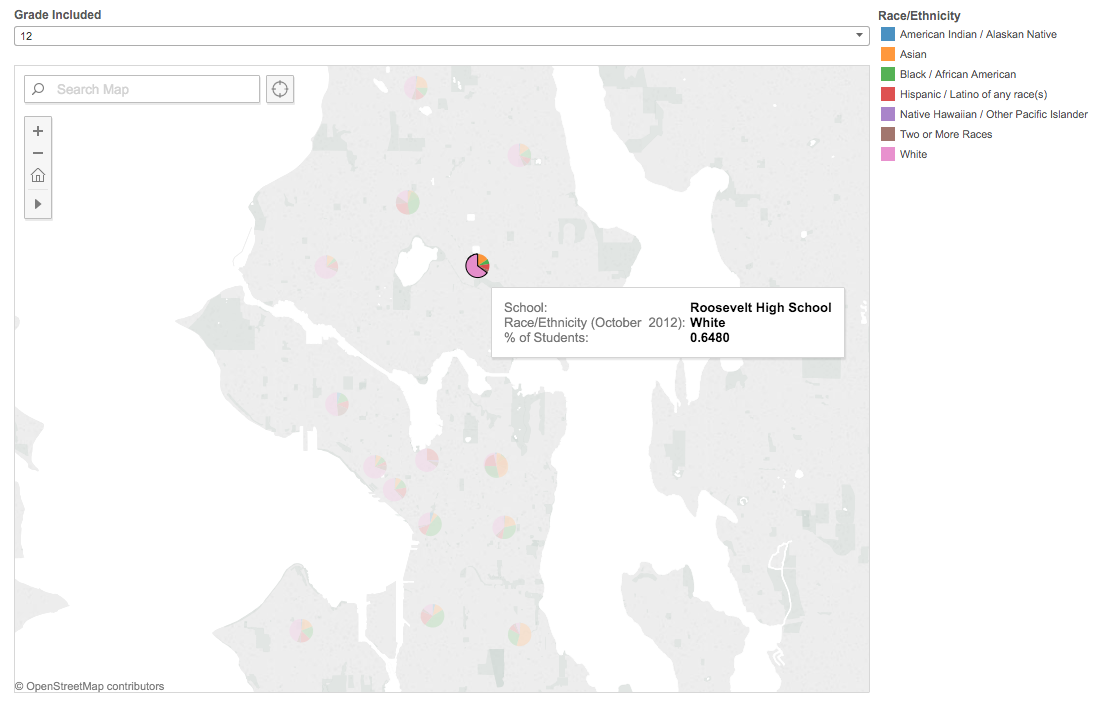 Grade Included
12
Race/Ethnicity
American Indian / Alaskan Native
Asian
Black / African American
Hispanic / Latino of any race(s)
Native Hawaiian / Other Pacific Islander
Two or More Races
White
Search Map
School: Roosevelt High School
Race/Ethnicity (October 2012): White
% of Students: 0.6480
© OpenStreetMap contributors